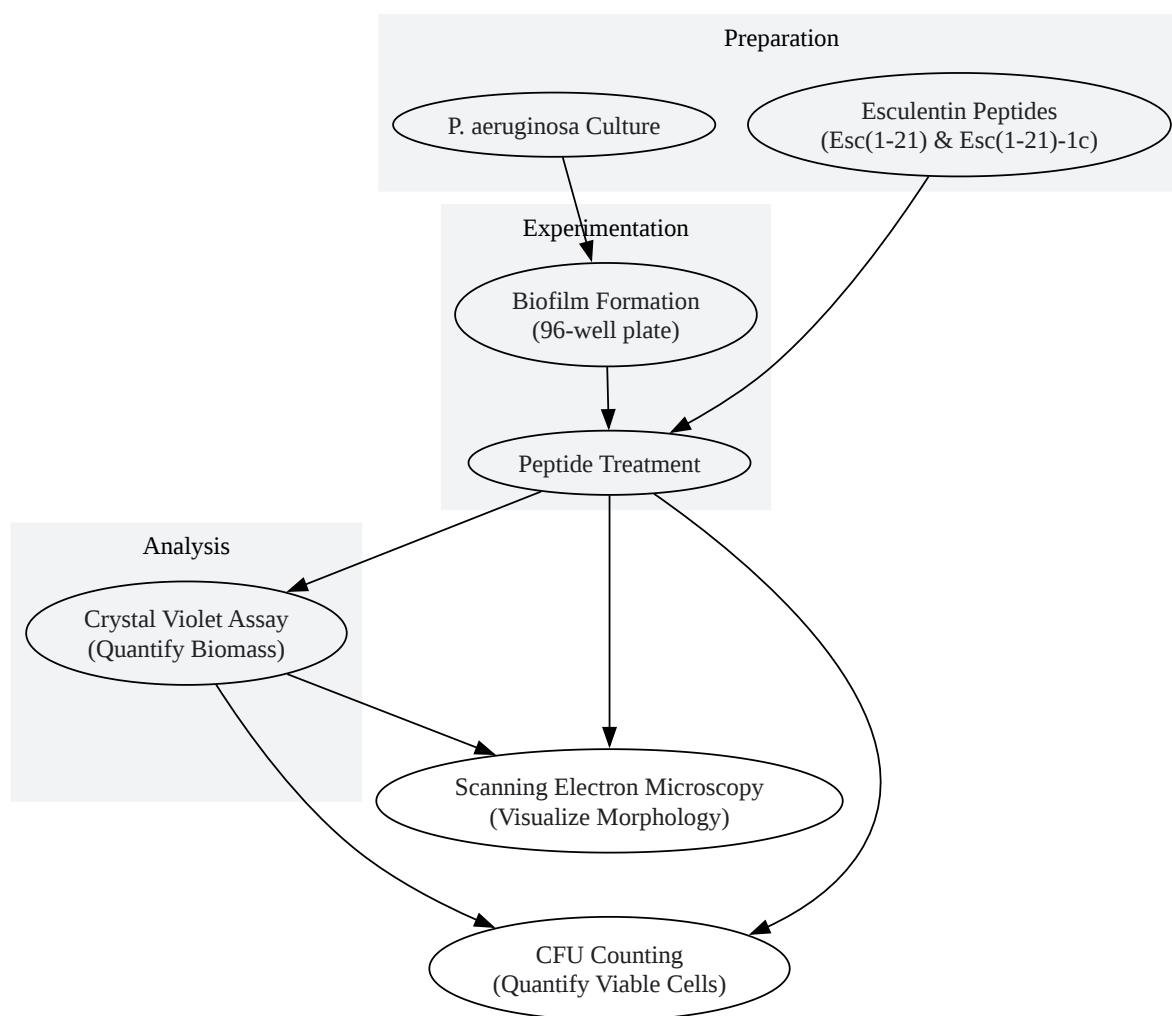 Preparation
P. aeruginosa Culture
Esculentin Peptides
(Esc(1-21) & Esc(1-21)-1c)
Experimentation
Biofilm Formation
(96-well plate)
Peptide Treatment
Analysis
Crystal Violet Assay
(Quantify Biomass)
Scanning Electron Microscopy
(Visualize Morphology)
CFU Counting
(Quantify Viable Cells)